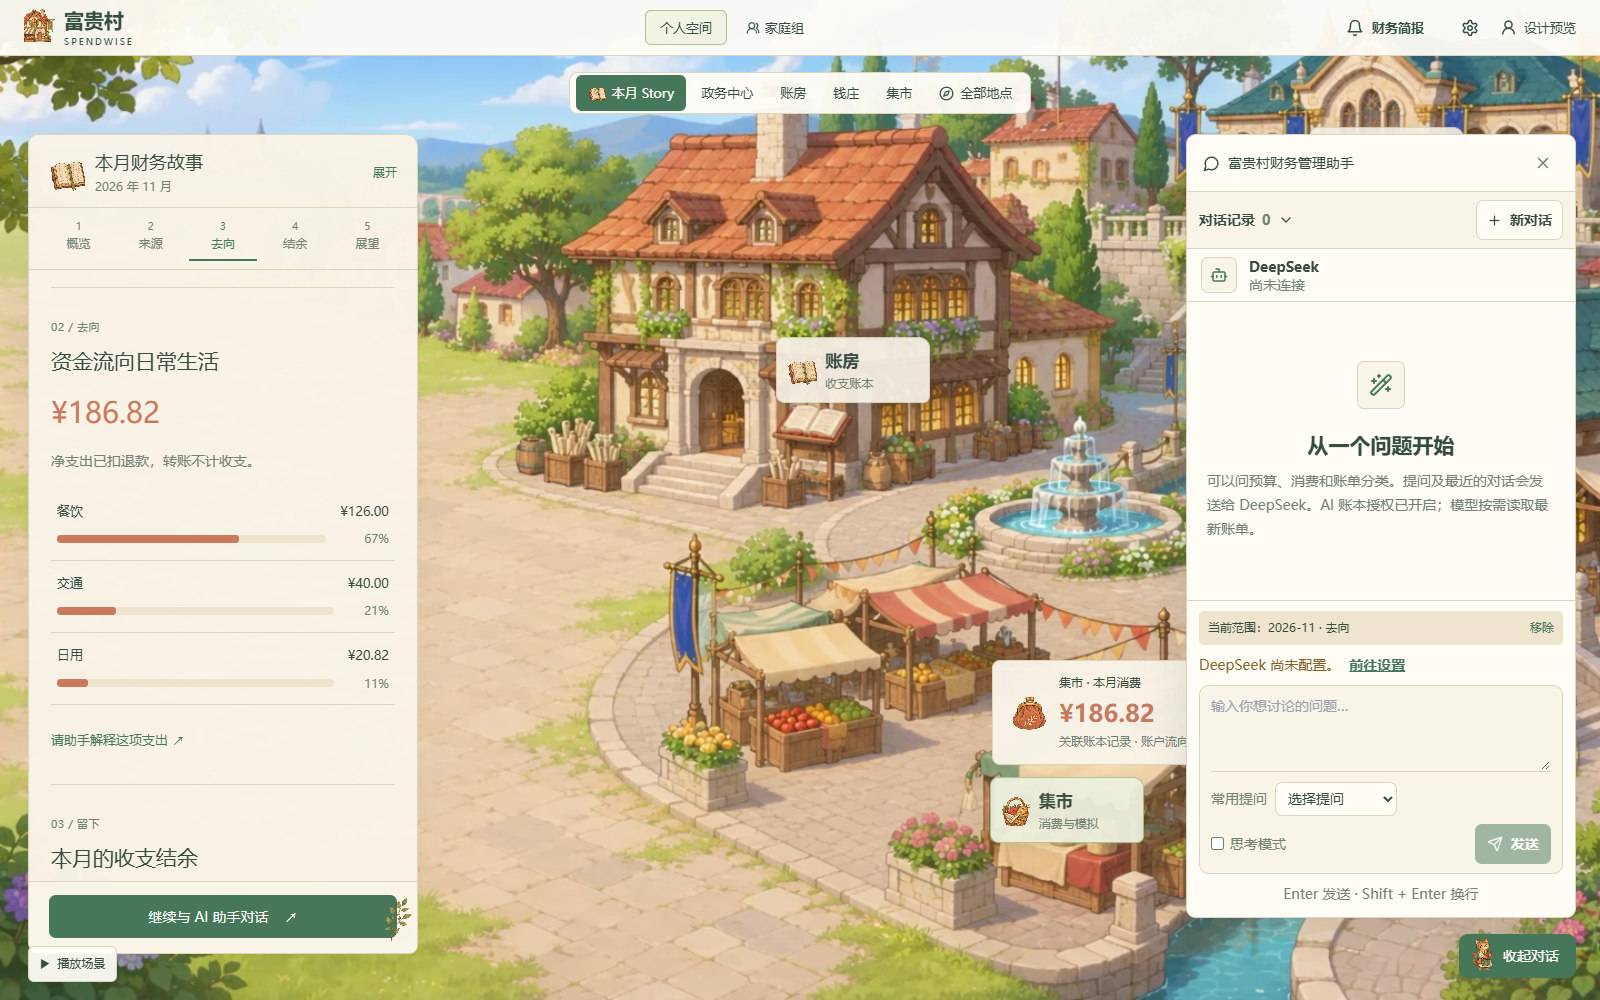 富贵村
SPENDWISE
个人空间
家庭组
财务简报
设计预览
本月 Story
政务中心
账房
钱庄
集市
全部地点
本月财务故事
2026 年 11 月
展开
1
概览
2
来源
3
去向
4
结余
5
展望
02 / 去向
资金流向日常生活
¥186.82
净支出已扣退款，转账不计收支。
餐饮
¥126.00
67%
交通
¥40.00
21%
日用
¥20.82
11%
请助手解释这项支出 ↗
03 / 留下
本月的收支结余
继续与 AI 助手对话 ↗
播放场景
账房
收支账本
集市 · 本月消费
¥186.82
关联账本记录 · 账户流向
集市
消费与模拟
富贵村财务管理助手
对话记录 0
新对话
DeepSeek
尚未连接
从一个问题开始
可以问预算、消费和账单分类。提问及最近的对话会发
送给 DeepSeek。AI 账本授权已开启；模型按需读取最
新账单。
当前范围：2026-11 · 去向
移除
DeepSeek 尚未配置。 前往设置
输入你想讨论的问题...
常用提问
选择提问
思考模式
发送
Enter 发送 · Shift + Enter 换行
收起对话